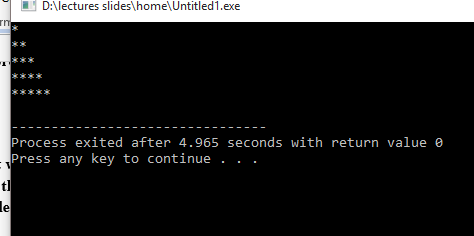 D:\lectures slides\home\Untitled1.exe
*
**
***
****
*****
--------------------------------
Process exited after 4.965 seconds with return value 0
Press any key to continue . . .